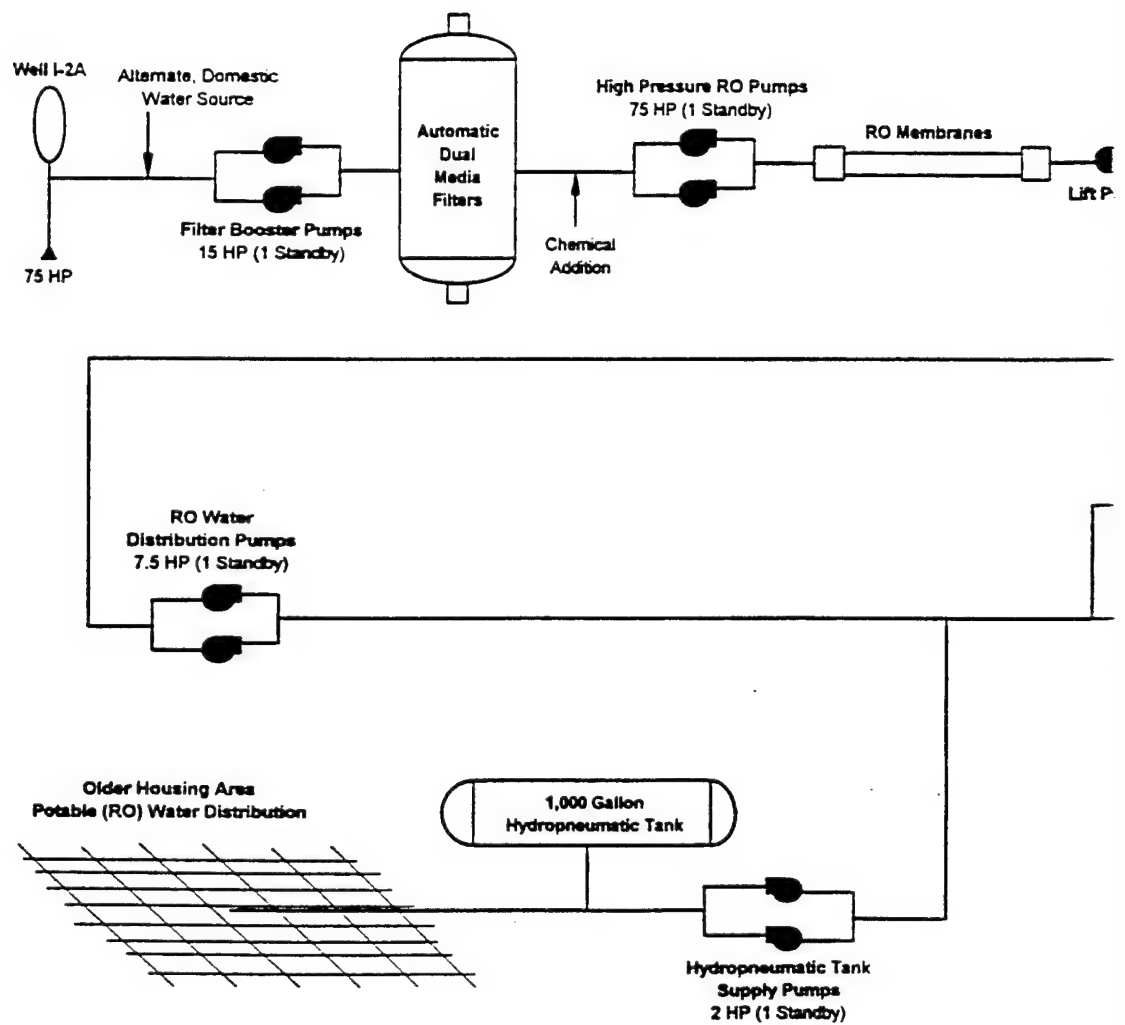 Well I-2A
Alternate, Domestic
Water Source
Filter Booster Pumps
15 HP (1 Standby)
75 HP
Automatic
Dual
Media
Filters
Chemical
Addition
High Pressure RO Pumps
75 HP (1 Standby)
RO Membranes
Lift P
RO Water
Distribution Pumps
7.5 HP (1 Standby)
Older Housing Area
Potable (RO) Water Distribution
1,000 Gallon
Hydropneumatic Tank
Hydropneumatic Tank
Supply Pumps
2 HP (1 Standby)